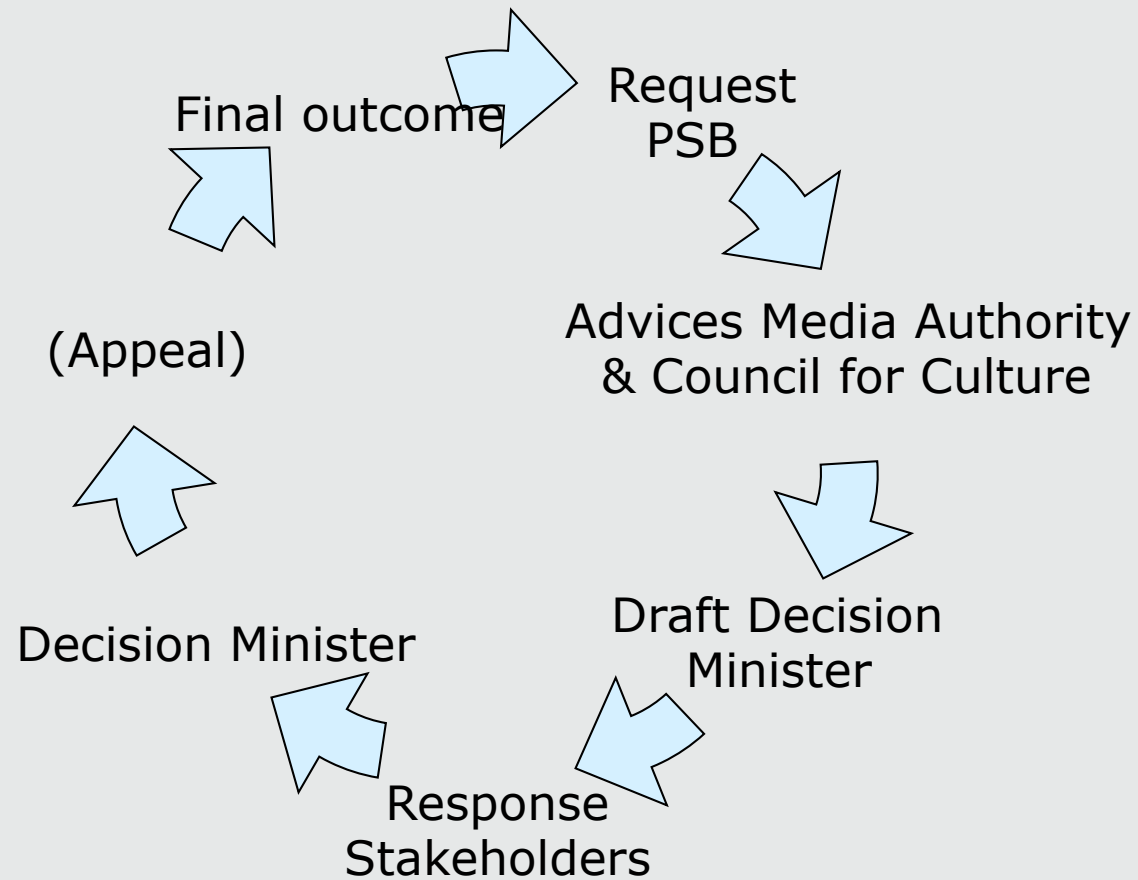 Final outcome
Request
PSB
Advices Media Authority
& Council for Culture
Draft Decision
Minister
Response
Stakeholders
Decision Minister
(Appeal)